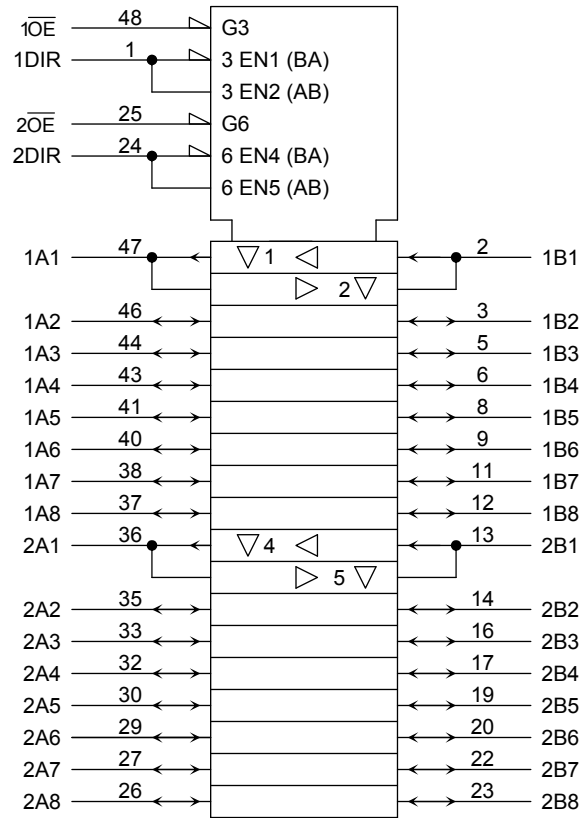 1O̅E̅ 48 G3
1DIR 1 3 EN1 (BA)
3 EN2 (AB)
2O̅E̅ 25 G6
2DIR 24 6 EN4 (BA)
6 EN5 (AB)
1A1 47 1 2 1B1
2
1A2 46 3 1B2
1A3 44 5 1B3
1A4 43 6 1B4
1A5 41 8 1B5
1A6 40 9 1B6
1A7 38 11 1B7
1A8 37 12 1B8
2A1 36 4 13 2B1
5
2A2 35 14 2B2
2A3 33 16 2B3
2A4 32 17 2B4
2A5 30 19 2B5
2A6 29 20 2B6
2A7 27 22 2B7
2A8 26 23 2B8